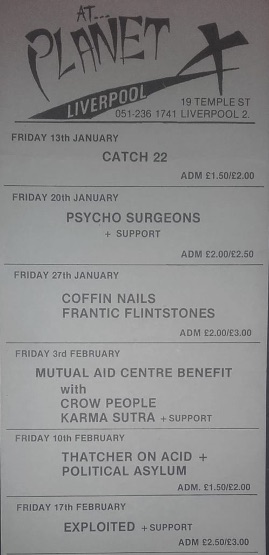 AT...
PLANET X
LIVERPOOL
19 TEMPLE ST
051-236 1741 LIVERPOOL 2.
FRIDAY 13th JANUARY
CATCH 22
ADM £1.50/£2.00
FRIDAY 20th JANUARY
PSYCHO SURGEONS
+ SUPPORT
ADM £2.00/£2.50
FRIDAY 27th JANUARY
COFFIN NAILS
FRANTIC FLINTSTONES
ADM £2.00/£3.00
FRIDAY 3rd FEBRUARY
MUTUAL AID CENTRE BENEFIT
with
CROW PEOPLE
KARMA SUTRA + SUPPORT
FRIDAY 10th FEBRUARY
THATCHER ON ACID +
POLITICAL ASYLUM
ADM. £1.50/£2.00
FRIDAY 17th FEBRUARY
EXPLOITED + SUPPORT
ADM £2.50/£3.00